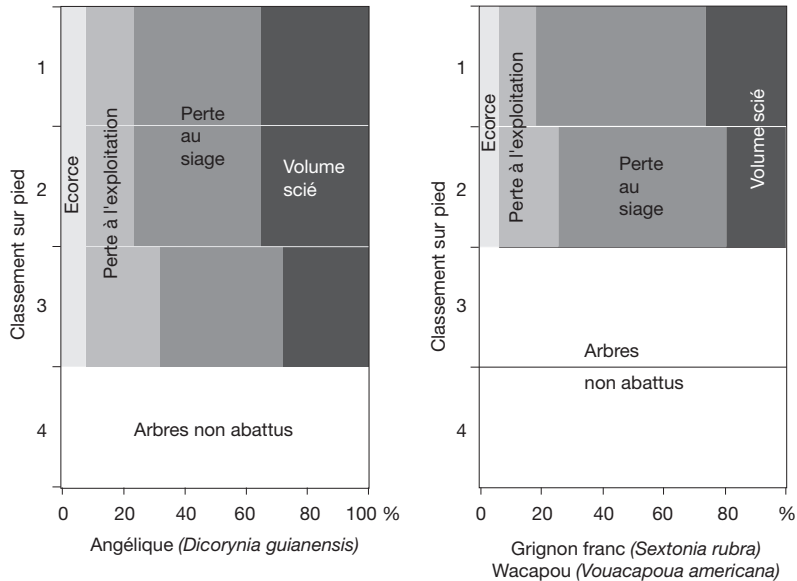 Classement sur pied
1
2
3
4
Ecorce
Perte à l'exploitation
Perte
au
siage
Volume
scié
Arbres non abattus
0 20 40 60 80 100 %
Angélique (Dicorynia guianensis)
Classement sur pied
1
2
3
4
Ecorce
Perte à l'exploitation
Perte
au
siage
Volume scié
Arbres
non abattus
0 20 40 60 80 %
Grignon franc (Sextonia rubra)
Wacapou (Vouacapoua americana)